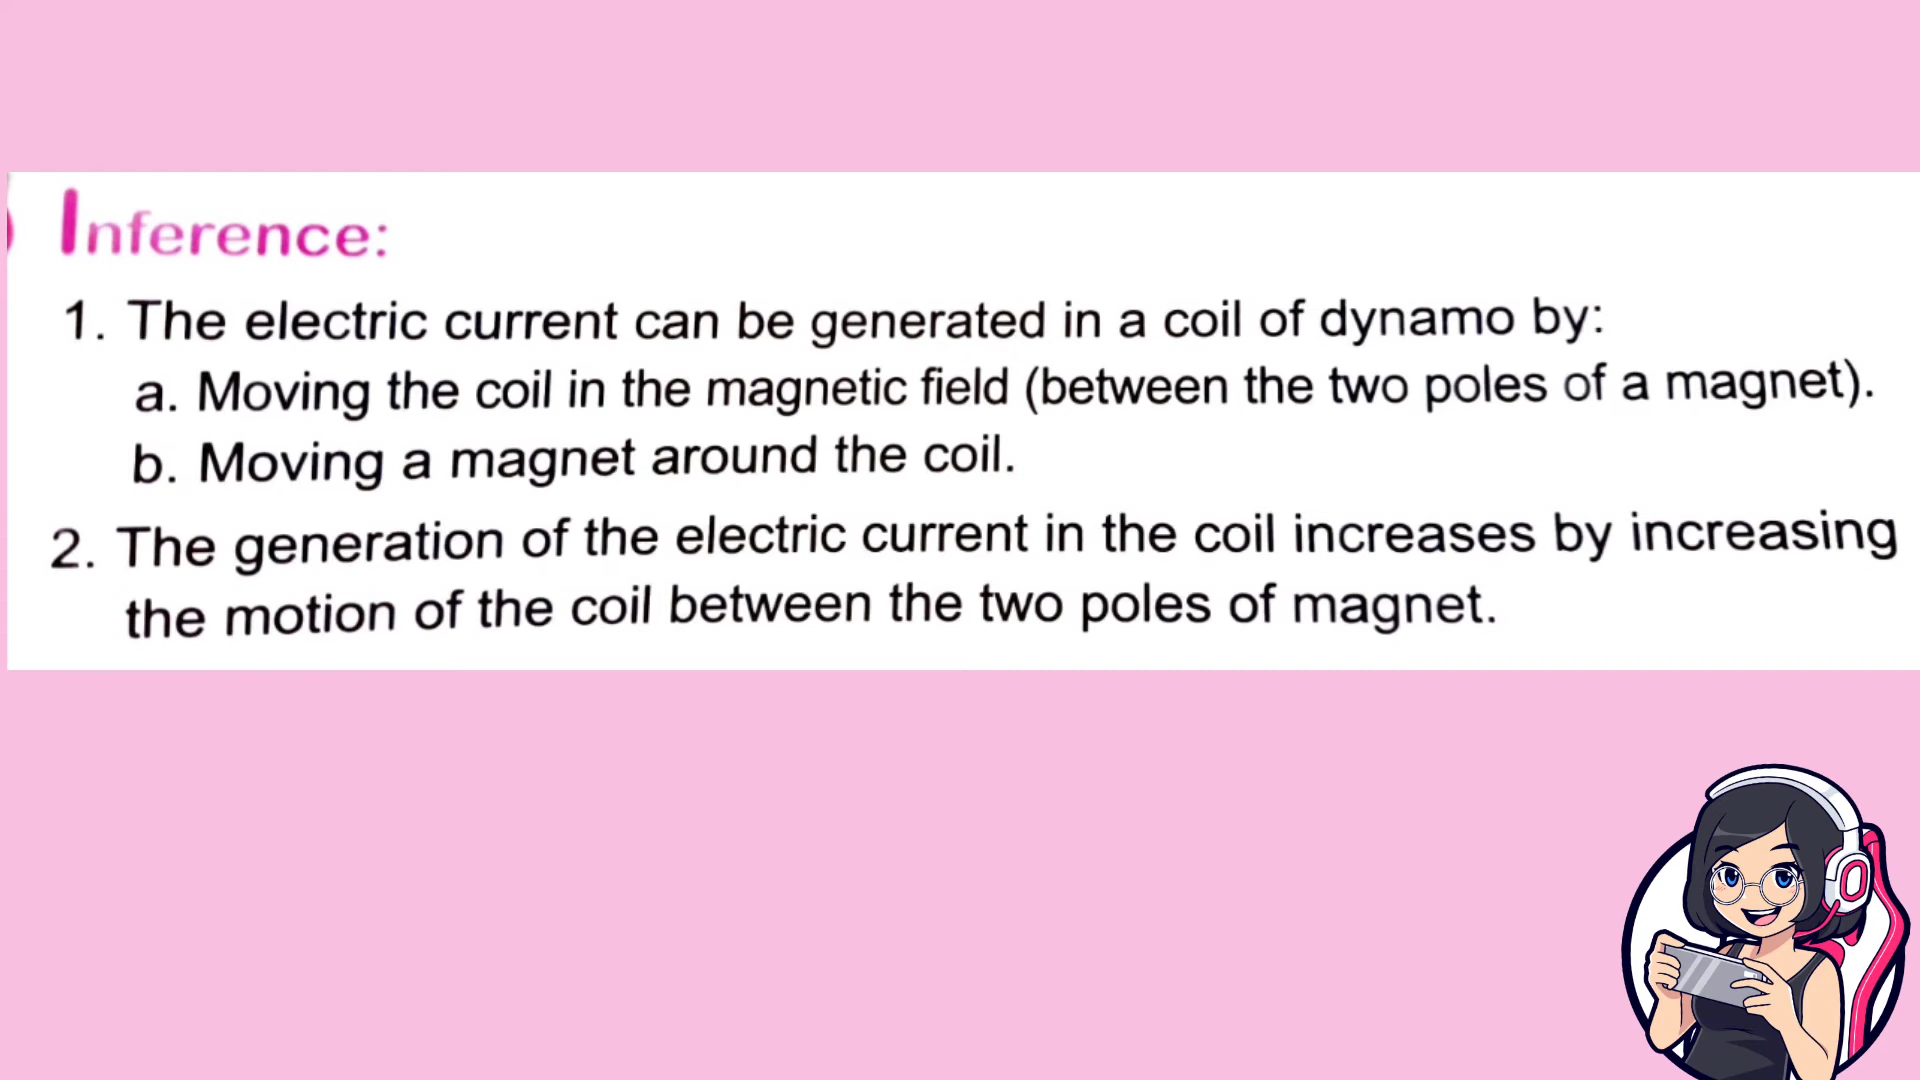 Inference:
1. The electric current can be generated in a coil of dynamo by:
a. Moving the coil in the magnetic field (between the two poles of a magnet).
b. Moving a magnet around the coil.
2. The generation of the electric current in the coil increases by increasing
the motion of the coil between the two poles of magnet.